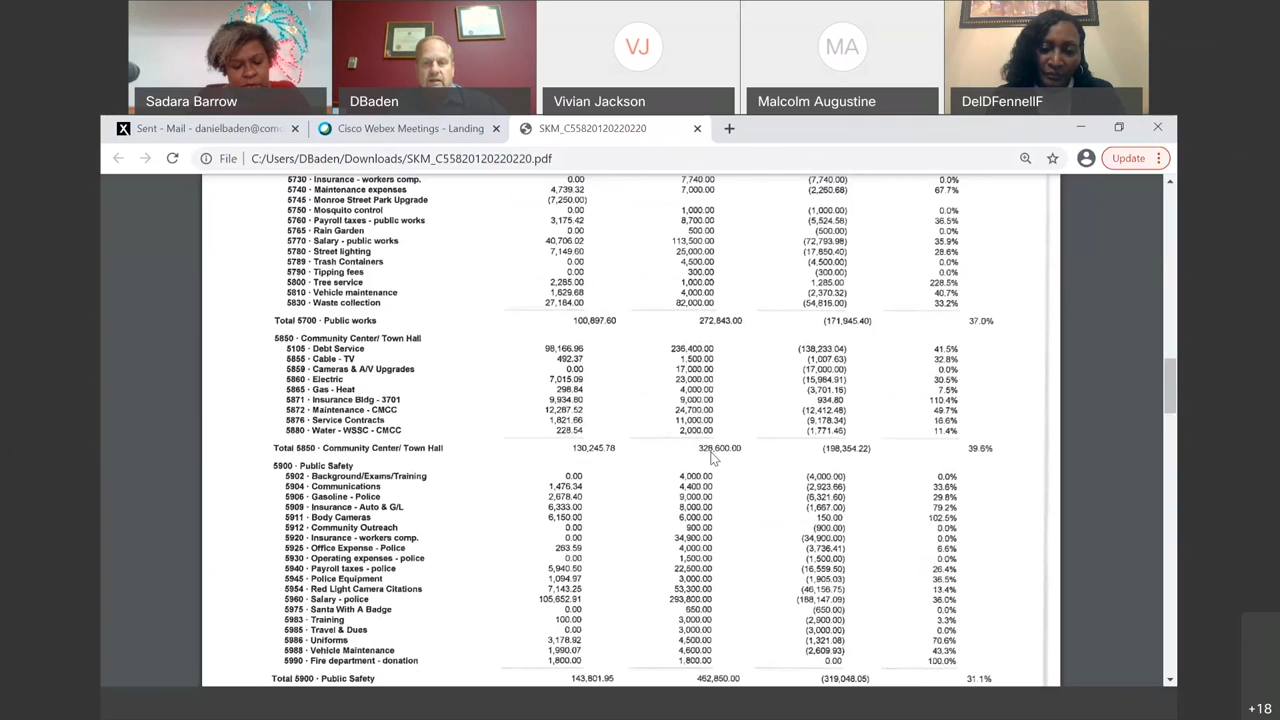 VJ
MA
Sadara Barrow
DBaden
Vivian Jackson
Malcolm Augustine
DelDFennellF
Sent - Mail - danielbaden@com
Cisco Webex Meetings - Landing
SKM_C55820120220220
File C:/Users/DBaden/Downloads/SKM_C55820120220220.pdf
Update
5730 · Insurance - workers comp. 0.00 7,740.00 (7,740.00) 0.0%
5740 · Maintenance expenses 4,739.32 7,000.00 (2,260.68) 67.7%
5745 · Monroe Street Park Upgrade (7,250.00)
5750 · Mosquito control 0.00 1,000.00 (1,000.00) 0.0%
5760 · Payroll taxes - public works 3,175.42 8,700.00 (5,524.58) 36.5%
5765 · Rain Garden 0.00 500.00 (500.00) 0.0%
5770 · Salary - public works 40,706.02 113,500.00 (72,793.98) 35.9%
5780 · Street lighting 7,149.60 25,000.00 (17,850.40) 28.6%
5789 · Trash Containers 0.00 4,500.00 (4,500.00) 0.0%
5790 · Tipping fees 0.00 300.00 (300.00) 0.0%
5800 · Tree service 2,285.00 1,000.00 1,285.00 228.5%
5810 · Vehicle maintenance 1,629.68 4,000.00 (2,370.32) 40.7%
5830 · Waste collection 27,184.00 82,000.00 (54,816.00) 33.2%
Total 5700 · Public works 100,897.60 272,843.00 (171,945.40) 37.0%
5850 · Community Center/ Town Hall
5105 · Debt Service 98,166.96 236,400.00 (138,233.04) 41.5%
5855 · Cable - TV 492.37 1,500.00 (1,007.63) 32.8%
5859 · Cameras & A/V Upgrades 0.00 17,000.00 (17,000.00) 0.0%
5860 · Electric 7,015.09 23,000.00 (15,984.91) 30.5%
5865 · Gas - Heat 298.84 4,000.00 (3,701.16) 7.5%
5871 · Insurance Bldg - 3701 9,934.80 9,000.00 934.80 110.4%
5872 · Maintenance - CMCC 12,287.52 24,700.00 (12,412.48) 49.7%
5876 · Service Contracts 1,821.66 11,000.00 (9,178.34) 16.6%
5880 · Water - WSSC - CMCC 228.54 2,000.00 (1,771.46) 11.4%
Total 5850 · Community Center/ Town Hall 130,245.78 328,600.00 (198,354.22) 39.6%
5900 · Public Safety
5902 · Background/Exams/Training 0.00 4,000.00 (4,000.00) 0.0%
5904 · Communications 1,476.34 4,400.00 (2,923.66) 33.6%
5906 · Gasoline - Police 2,678.40 9,000.00 (6,321.60) 29.8%
5909 · Insurance - Auto & G/L 6,333.00 8,000.00 (1,667.00) 79.2%
5911 · Body Cameras 6,150.00 6,000.00 150.00 102.5%
5912 · Community Outreach 0.00 900.00 (900.00) 0.0%
5920 · Insurance - workers comp. 0.00 34,900.00 (34,900.00) 0.0%
5925 · Office Expense - Police 263.59 4,000.00 (3,736.41) 6.6%
5930 · Operating expenses - police 0.00 1,500.00 (1,500.00) 0.0%
5940 · Payroll taxes - police 5,940.50 22,500.00 (16,559.50) 26.4%
5945 · Police Equipment 1,094.97 3,000.00 (1,905.03) 36.5%
5954 · Red Light Camera Citations 7,143.25 53,300.00 (46,156.75) 13.4%
5960 · Salary - police 105,652.91 293,800.00 (188,147.09) 36.0%
5975 · Santa With A Badge 0.00 650.00 (650.00) 0.0%
5983 · Training 100.00 3,000.00 (2,900.00) 3.3%
5985 · Travel & Dues 0.00 3,000.00 (3,000.00) 0.0%
5986 · Uniforms 3,178.92 4,500.00 (1,321.08) 70.6%
5988 · Vehicle Maintenance 1,990.07 4,600.00 (2,609.93) 43.3%
5990 · Fire department - donation 1,800.00 1,800.00 0.00 100.0%
Total 5900 · Public Safety 143,801.95 462,850.00 (319,048.05) 31.1%
+18